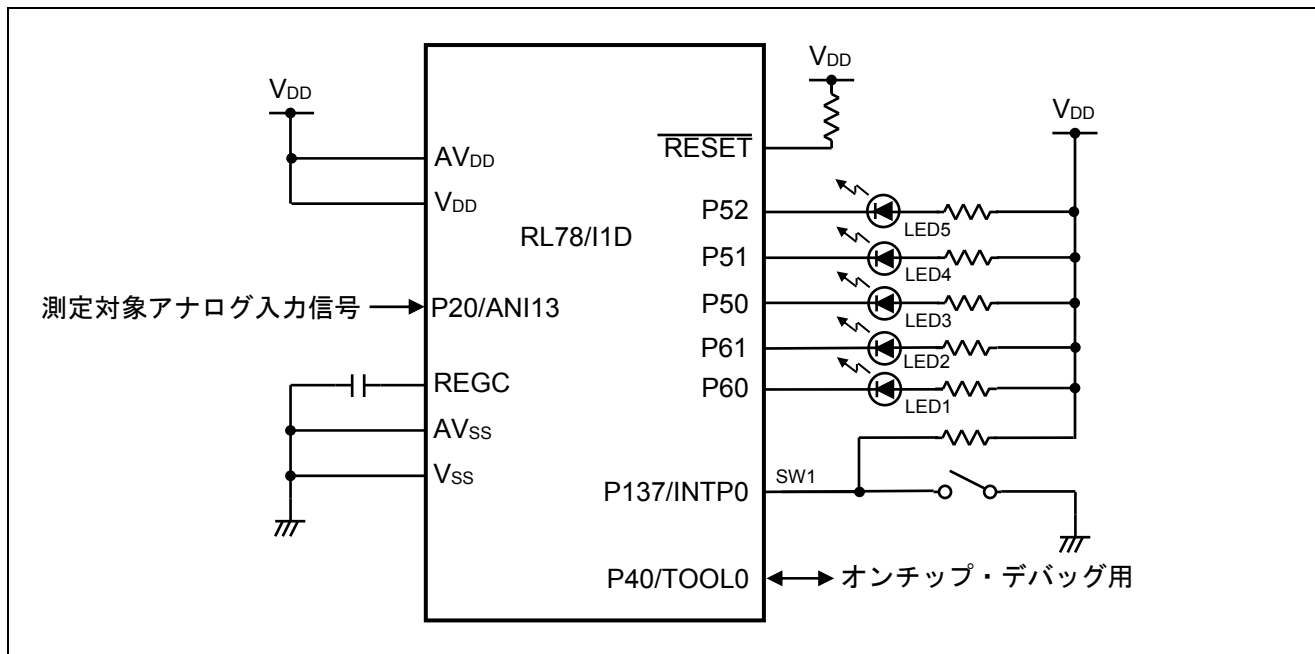 VDD
AVDD
VDD
RL78/I1D
測定対象アナログ入力信号
P20/ANI13
REGC
AVSS
VSS
VDD
RESET
VDD
P52
LED5
P51
LED4
P50
LED3
P61
LED2
P60
LED1
P137/INTP0
SW1
P40/TOOL0
オンチップ・デバッグ用